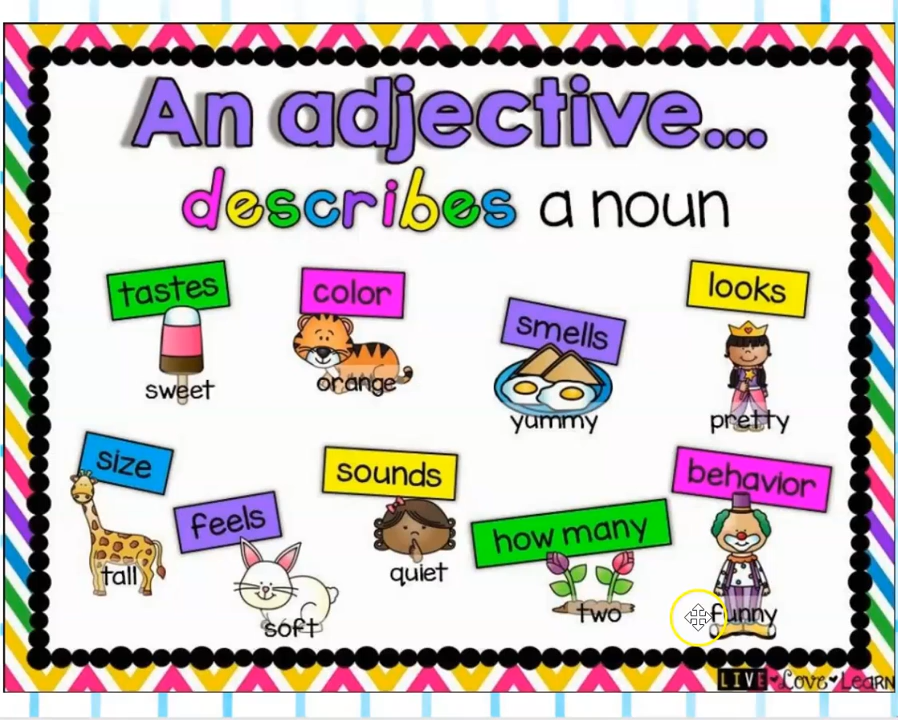 An adjective...
describes a noun
tastes
sweet
color
orange
smells
yummy
looks
pretty
size
tall
feels
soft
sounds
quiet
how many
two
behavior
funny
LIVE♥Love♥LEARN